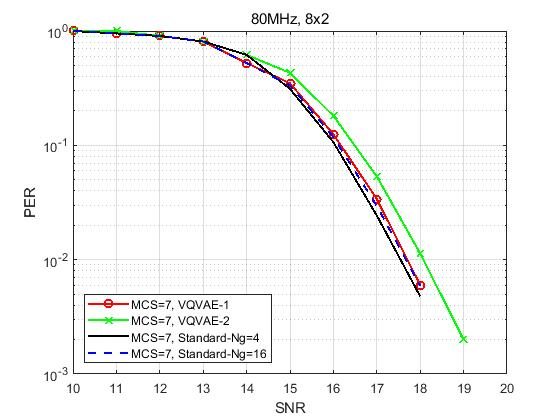 80MHz, 8x2
10^0
10^-1
10^-2
10^-3
PER
MCS=7, VQVAE-1
MCS=7, VQVAE-2
MCS=7, Standard-Ng=4
MCS=7, Standard-Ng=16
10 11 12 13 14 15 16 17 18 19 20
SNR